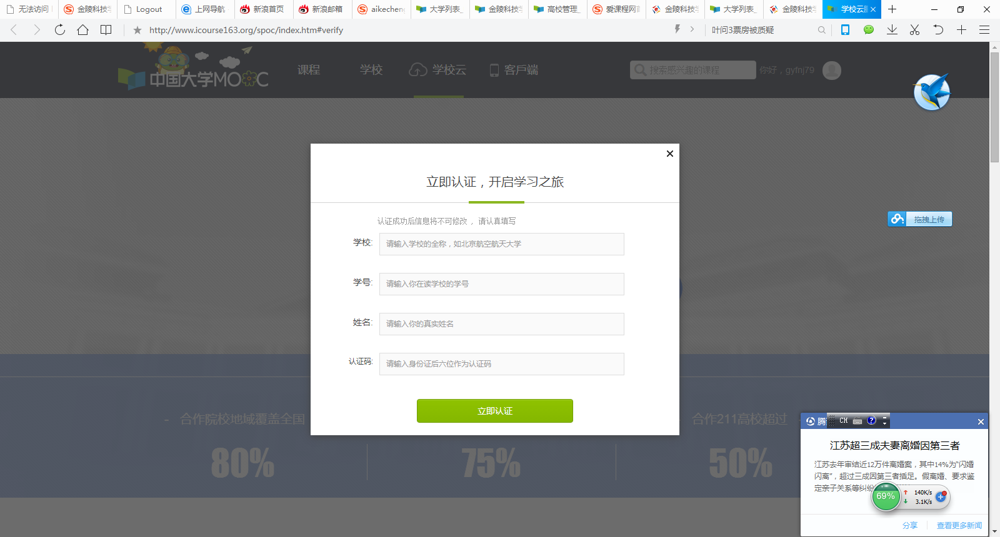 无法访问
金陵科技学
Logout
上网导航
新浪首页
新浪邮箱
aikecheng
大学列表_
金陵科技学
高校管理_
爱课程网官
金陵科技学
大学列表_
金陵科技学
学校云服
http://www.icourse163.org/spoc/index.htm#verify
叶问3票房被质疑
中国大学MOOC
课程
学校
学校云
客户端
搜索感兴趣的课程
你好，gyfnj79
立即认证，开启学习之旅
认证成功后信息将不可修改 ，请认真填写
学校:
请输入学校的全称，如北京航空航天大学
学号:
请输入你在读学校的学号
姓名:
请输入你的真实姓名
认证码:
请输入身份证后六位作为认证码
立即认证
拖拽上传
- 合作院校地域覆盖全国
合作211高校超过
80%
75%
50%
腾讯
CH
江苏超三成夫妻离婚因第三者
江苏去年审结近12万件离婚案，其中14%为“闪婚
闪离”，超过三成因第三者插足。假离婚、要求鉴
定亲子关系等纠纷
69%
140K/s
3.1K/s
分享
查看更多新闻